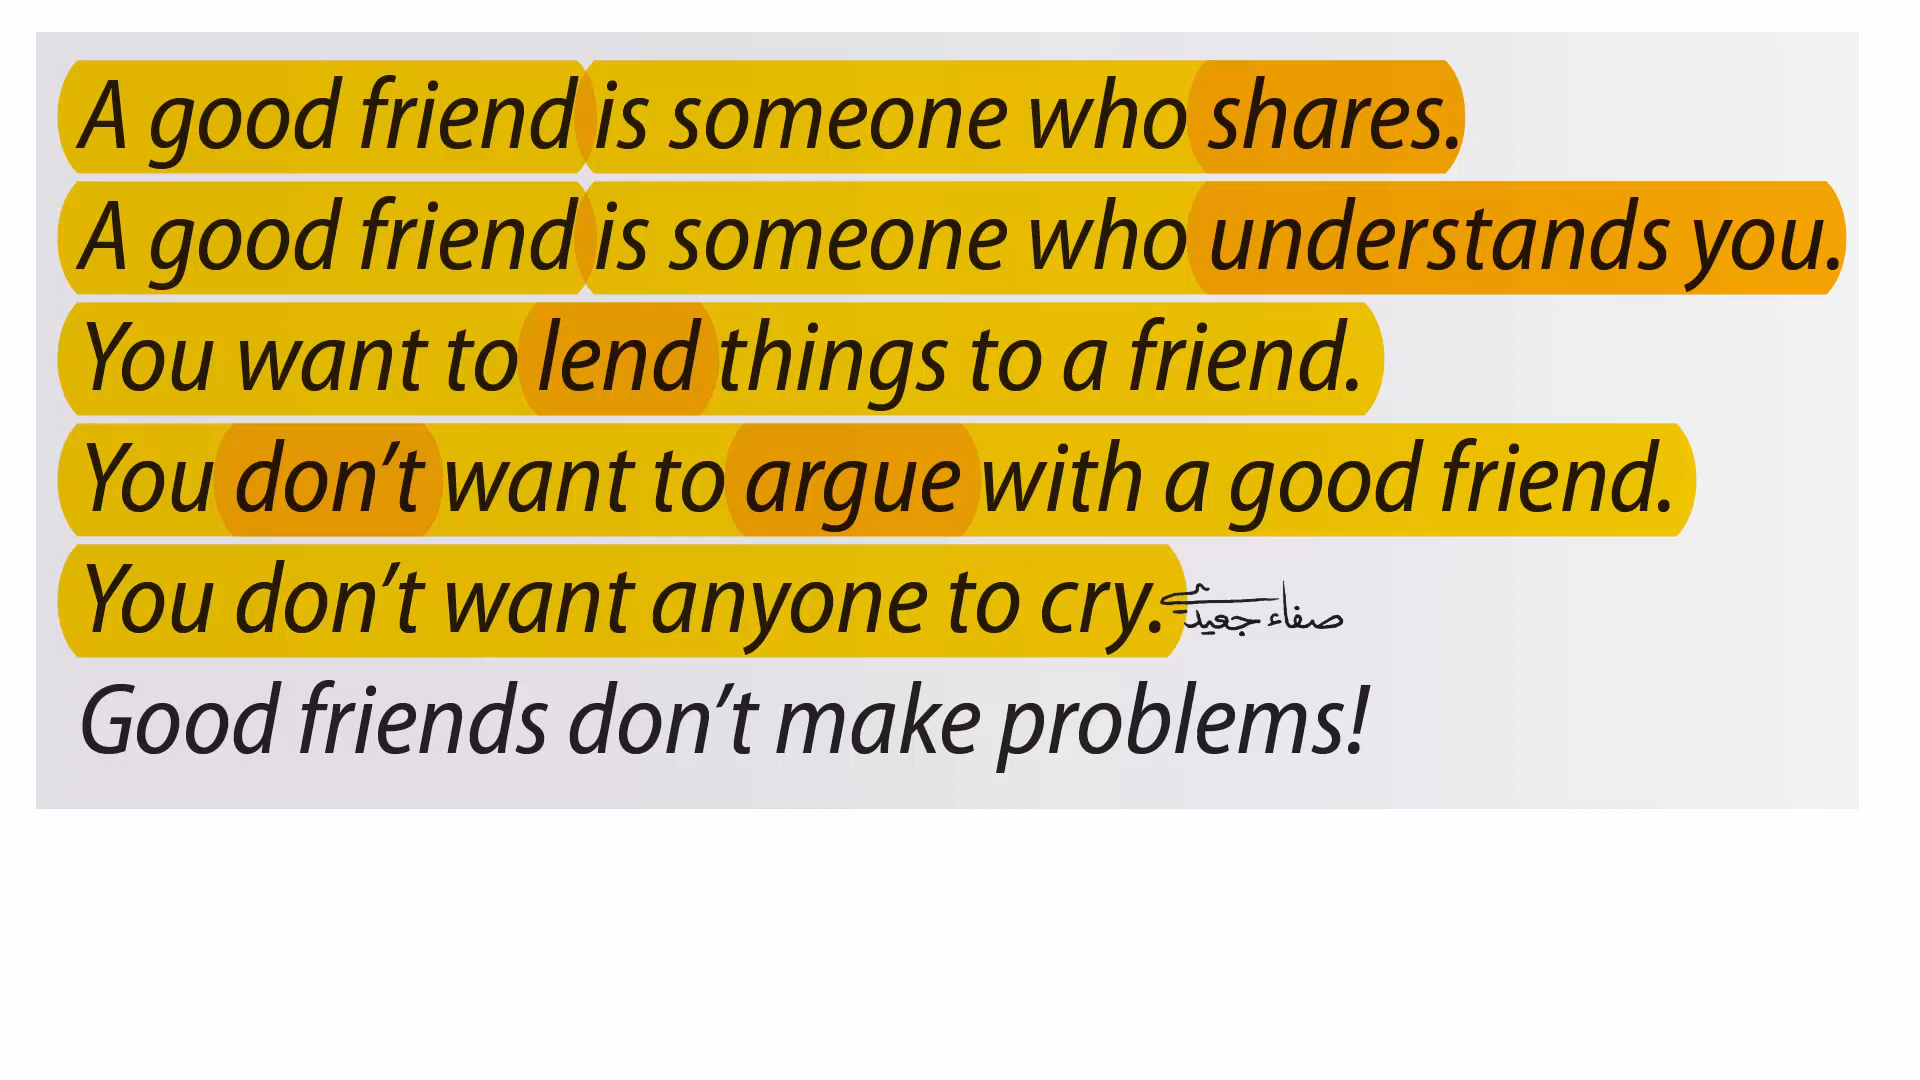 A good friend is someone who shares.
A good friend is someone who understands you.
You want to lend things to a friend.
You don’t want to argue with a good friend.
You don’t want anyone to cry.
صفاء جعيدي
Good friends don’t make problems!